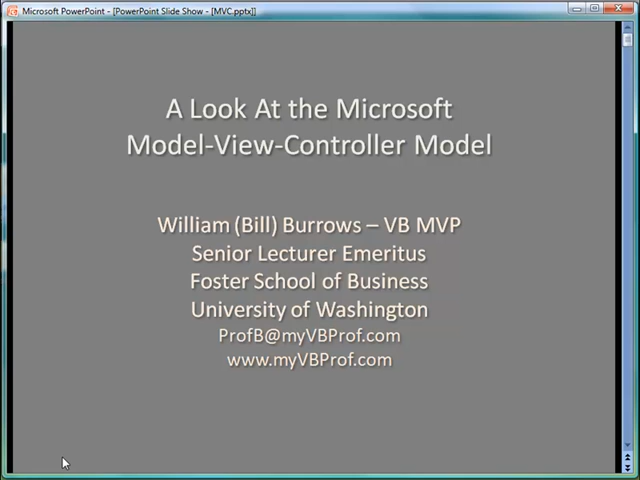 Microsoft PowerPoint - [PowerPoint Slide Show - [MVC.pptx]]
A Look At the Microsoft
Model-View-Controller Model
William (Bill) Burrows – VB MVP
Senior Lecturer Emeritus
Foster School of Business
University of Washington
ProfB@myVBProf.com
www.myVBProf.com